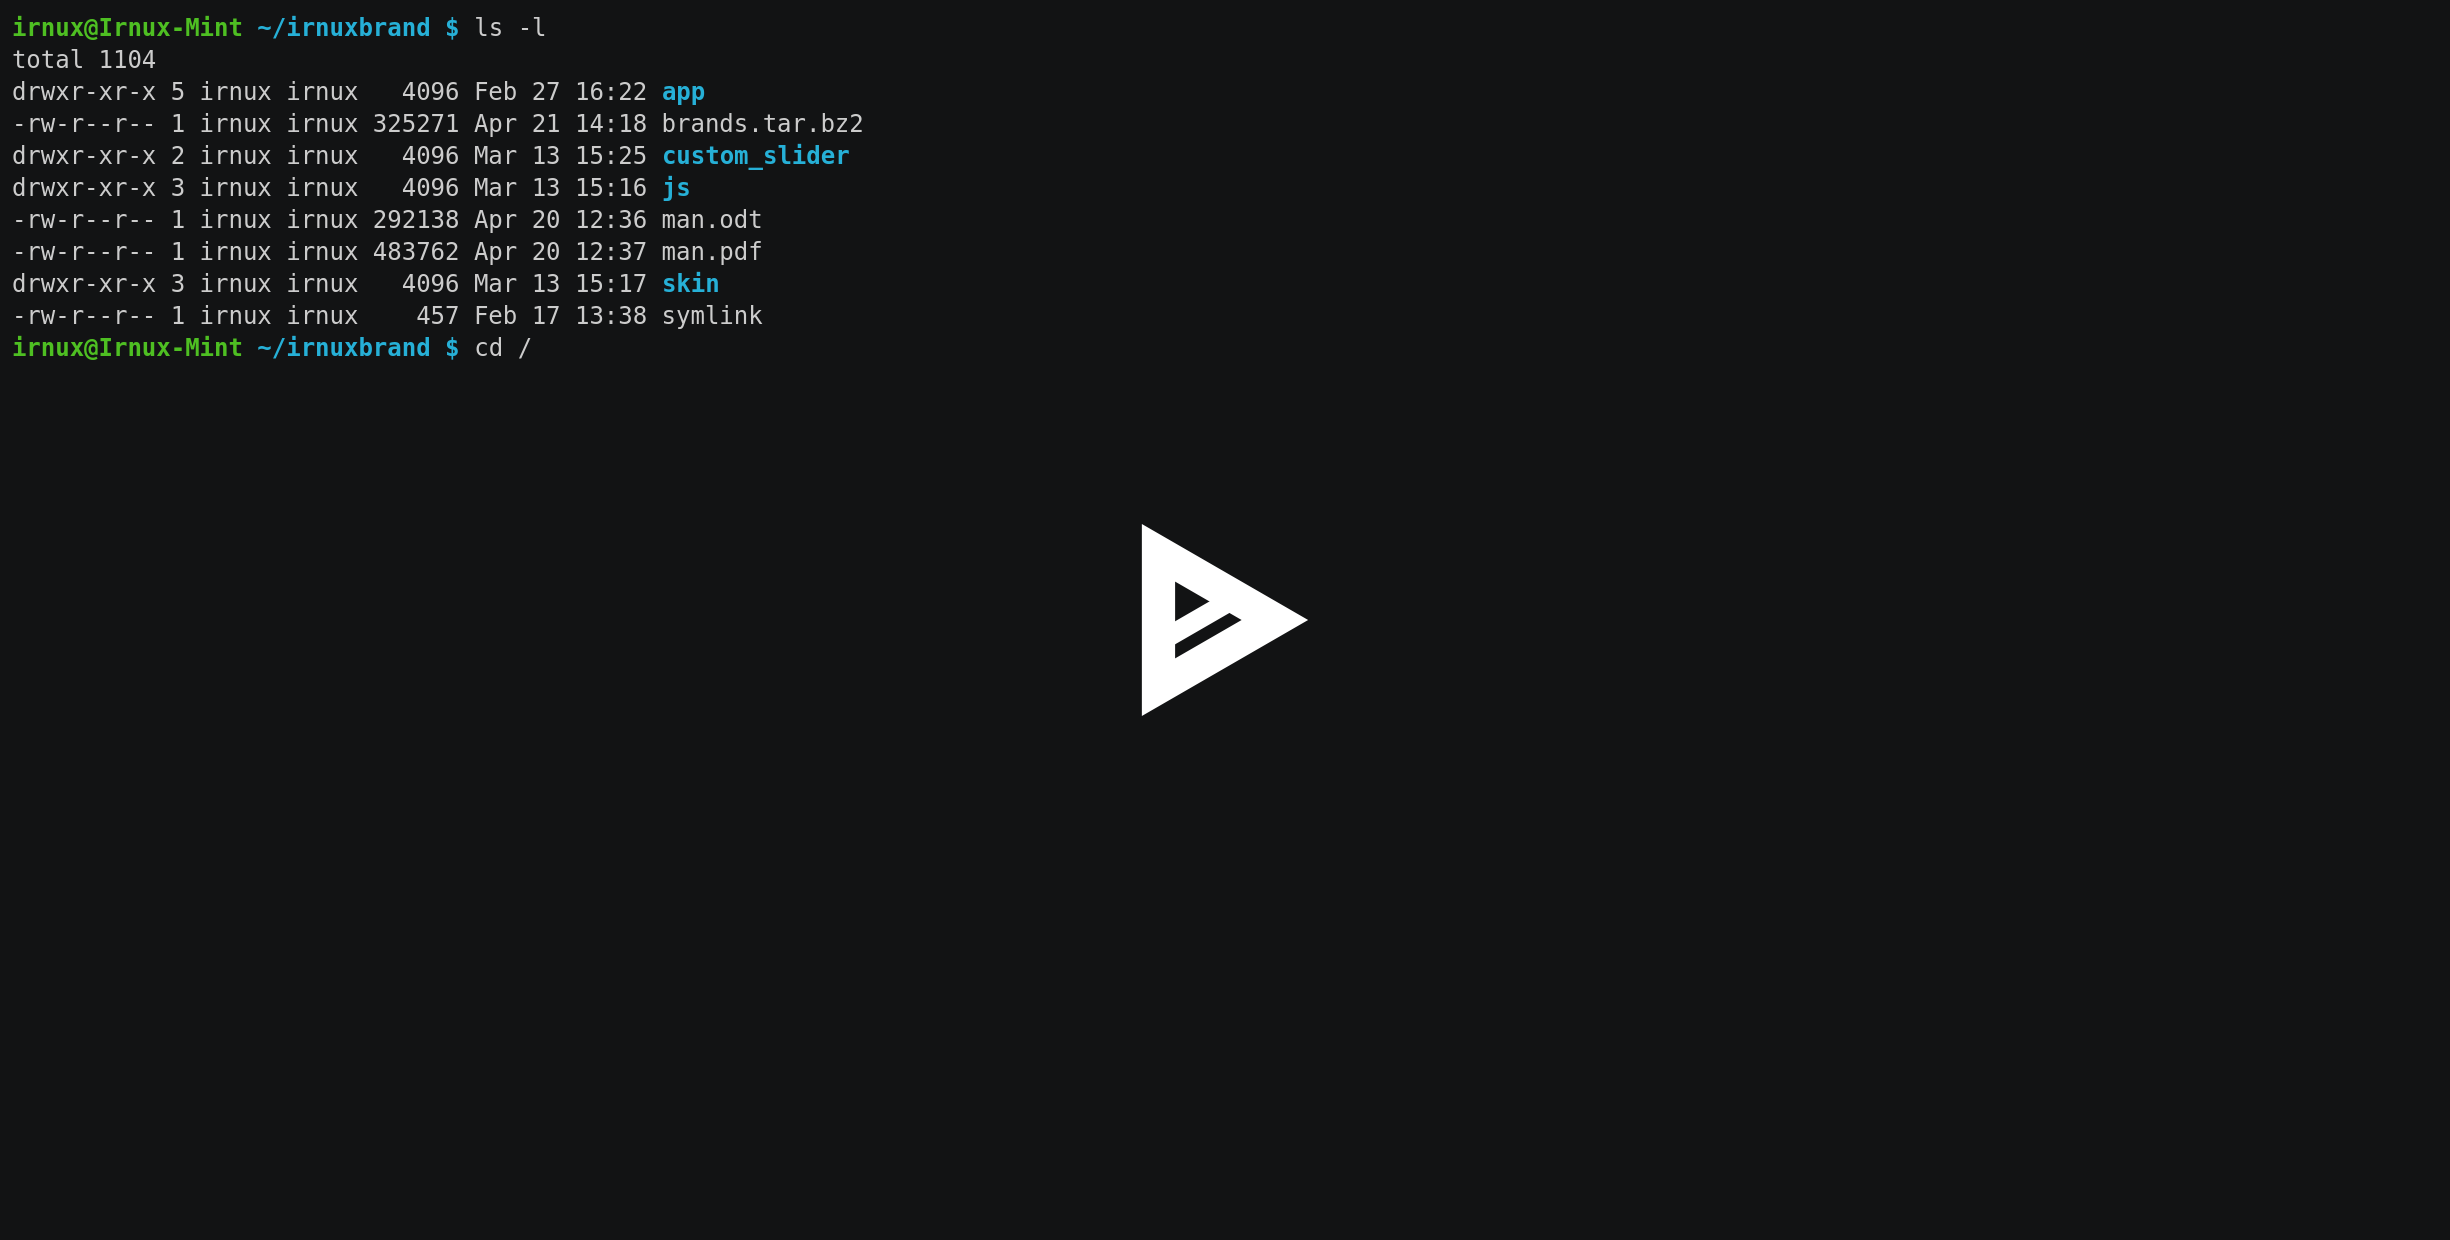 irnux@Irnux-Mint ~/irnuxbrand $ ls -l
total 1104
drwxr-xr-x 5 irnux irnux   4096 Feb 27 16:22 app
-rw-r--r-- 1 irnux irnux 325271 Apr 21 14:18 brands.tar.bz2
drwxr-xr-x 2 irnux irnux   4096 Mar 13 15:25 custom_slider
drwxr-xr-x 3 irnux irnux   4096 Mar 13 15:16 js
-rw-r--r-- 1 irnux irnux 292138 Apr 20 12:36 man.odt
-rw-r--r-- 1 irnux irnux 483762 Apr 20 12:37 man.pdf
drwxr-xr-x 3 irnux irnux   4096 Mar 13 15:17 skin
-rw-r--r-- 1 irnux irnux    457 Feb 17 13:38 symlink
irnux@Irnux-Mint ~/irnuxbrand $ cd /